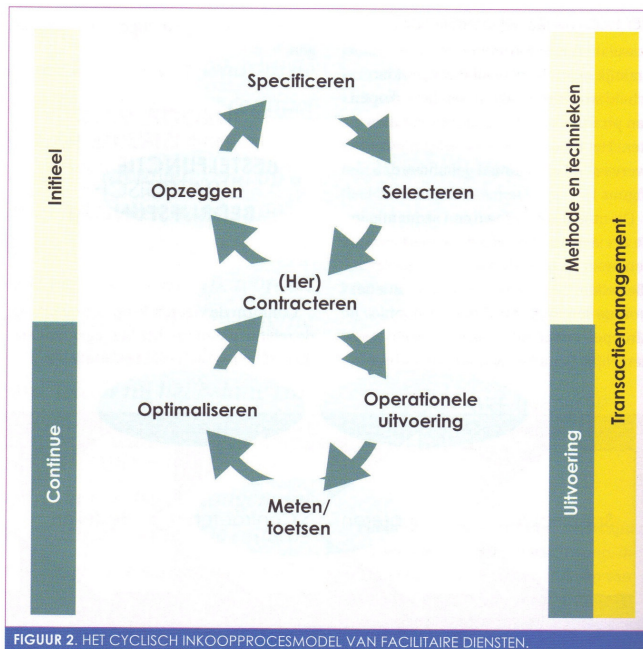 Initieel
Continue
Specificeren
Opzeggen
Selecteren
(Her)
Contracteren
Optimaliseren
Operationele
uitvoering
Meten/
toetsen
Methode en technieken
Uitvoering
Transactiemanagement
FIGUUR 2. HET CYCLISCH INKOOPPROCESMODEL VAN FACILITAIRE DIENSTEN.